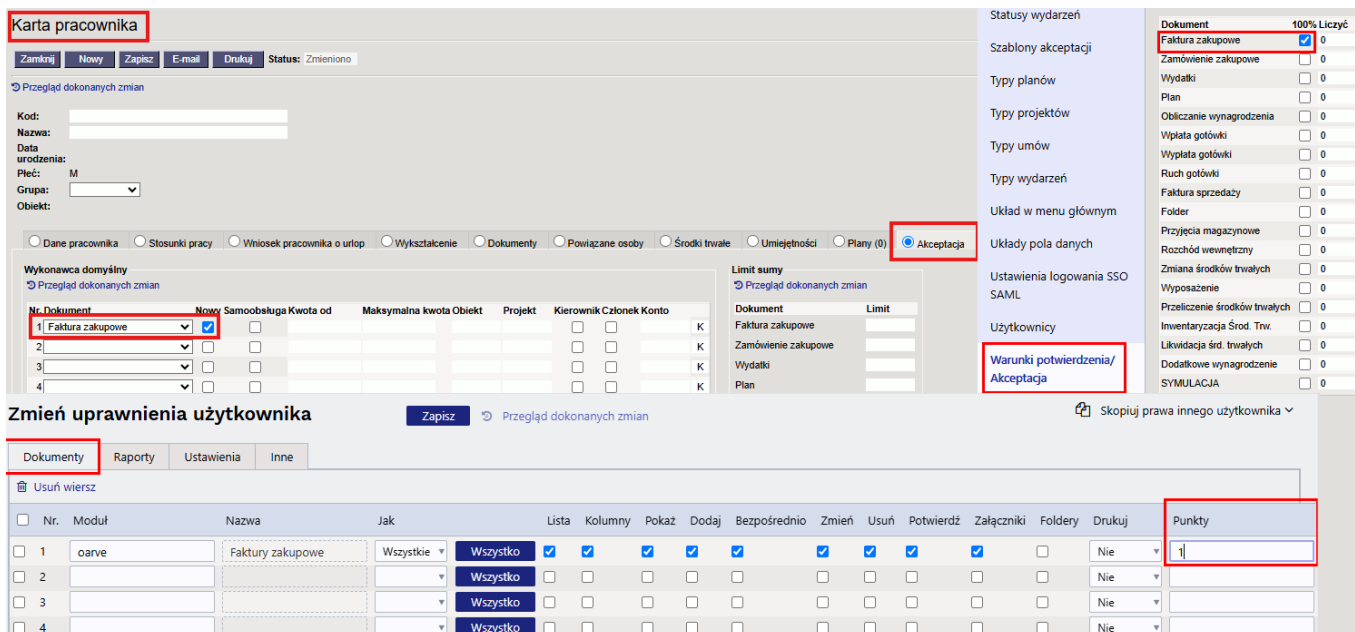 Karta pracownika
Zamknij Nowy Zapisz E-mail Drukuj Status: Zmieniono
Przegląd dokonanych zmian
Kod:
Nazwa:
Data urodzenia:
Płeć: M
Grupa:
Obiekt:
Dane pracownika Stosunki pracy Wniosek pracownika o urlop Wykształcenie Dokumenty Powiązane osoby Środki trwałe Umiejętności Plany (0) Akceptacja
Wykonawca domyślny
Przegląd dokonanych zmian
Nr. Dokument Nowy Samoobsługa Kwota od Maksymalna kwota Obiekt Projekt Kierownik Członek Konto
1 Faktura zakupowe K
2 K
3 K
4 K
Limit sumy
Przegląd dokonanych zmian
Dokument Limit
Faktura zakupowe
Zamówienie zakupowe
Wydatki
Plan
Statusy wydarzeń
Szablony akceptacji
Typy planów
Typy projektów
Typy umów
Typy wydarzeń
Układ w menu głównym
Układy pola danych
Ustawienia logowania SSO
SAML
Użytkownicy
Warunki potwierdzenia/
Akceptacja
Dokument 100% Liczyć
Faktura zakupowe 0
Zamówienie zakupowe 0
Wydatki 0
Plan 0
Obliczanie wynagrodzenia 0
Wpłata gotówki 0
Wypłata gotówki 0
Ruch gotówki 0
Faktura sprzedaży 0
Folder 0
Przyjęcia magazynowe 0
Rozchód wewnętrzny 0
Zmiana środków trwałych 0
Wyposażenie 0
Przeliczenie środków trwałych 0
Inwentaryzacja Środ. Trw. 0
Likwidacja śrd. trwałych 0
Dodatkowe wynagrodzenie 0
SYMULACJA 0
Zmień uprawnienia użytkownika Zapisz Przegląd dokonanych zmian Skopiuj prawa innego użytkownika
Dokumenty Raporty Ustawienia Inne
Usuń wiersz
Nr. Moduł Nazwa Jak Lista Kolumny Pokaż Dodaj Bezpośrednio Zmień Usuń Potwierdź Załączniki Foldery Drukuj Punkty
1 oarve Faktury zakupowe Wszystkie Wszystko Nie 1
2 Wszystko Nie
3 Wszystko Nie
4 Wszystko Nie